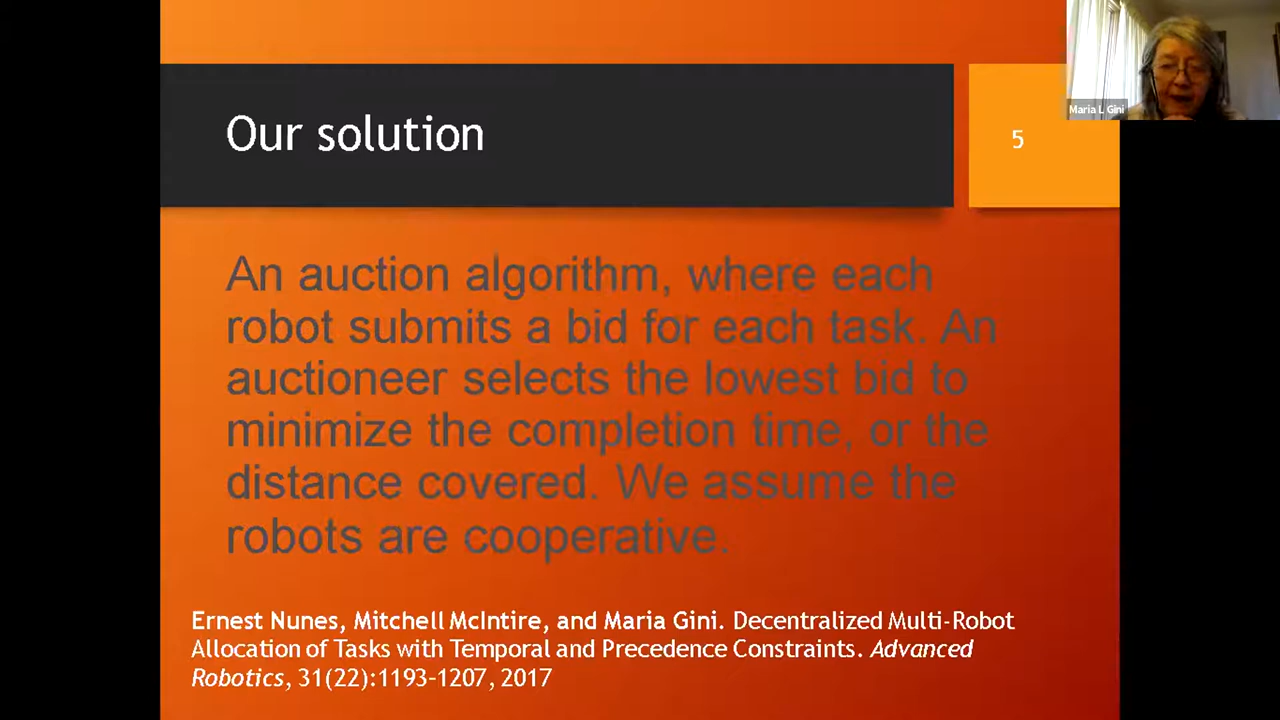 Maria L Gini
Our solution
5
An auction algorithm, where each
robot submits a bid for each task. An
auctioneer selects the lowest bid to
minimize the completion time, or the
distance covered. We assume the
robots are cooperative.
Ernest Nunes, Mitchell McIntire, and Maria Gini. Decentralized Multi-Robot
Allocation of Tasks with Temporal and Precedence Constraints. Advanced
Robotics, 31(22):1193–1207, 2017